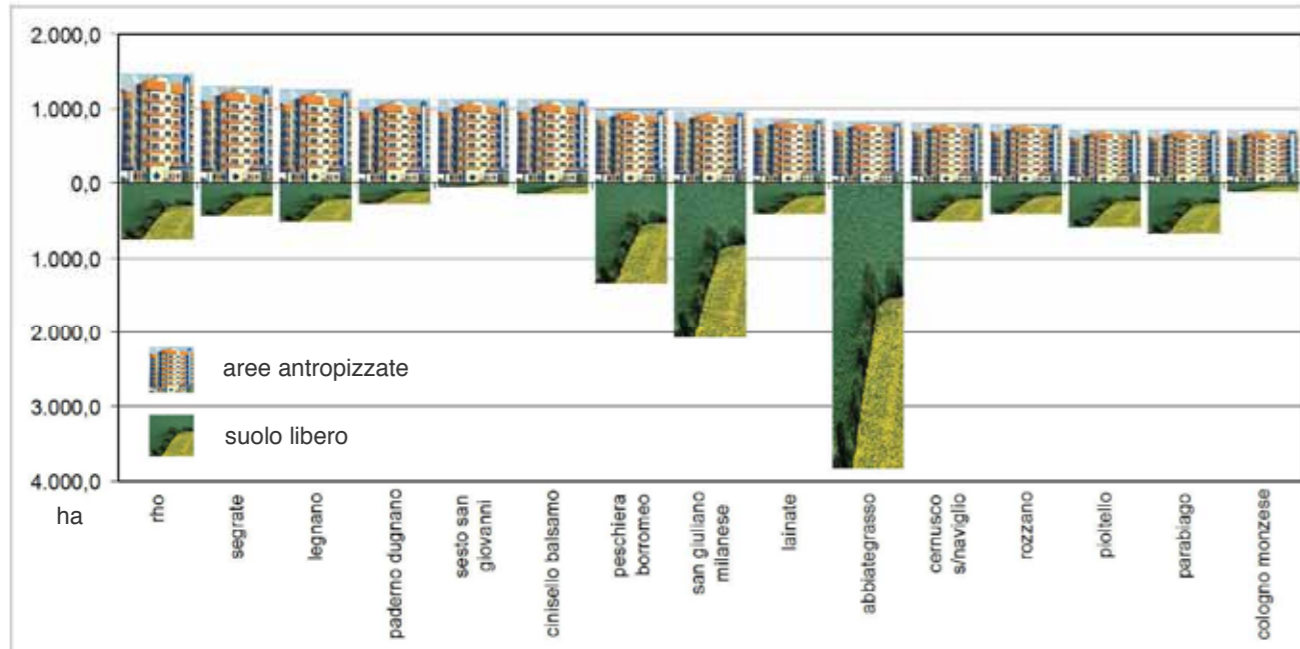 2.000,0
1.000,0
0,0
1.000,0
2.000,0
3.000,0
4.000,0
ha
aree antropizzate
suolo libero
rho
segrate
legnano
paderno dugnano
sesto san
giovanni
cinisello balsamo
peschiera
borromeo
san giuliano
milanese
lainate
abbiategrasso
cernusco
s/naviglio
rozzano
pioltello
parabiago
cologno monzese